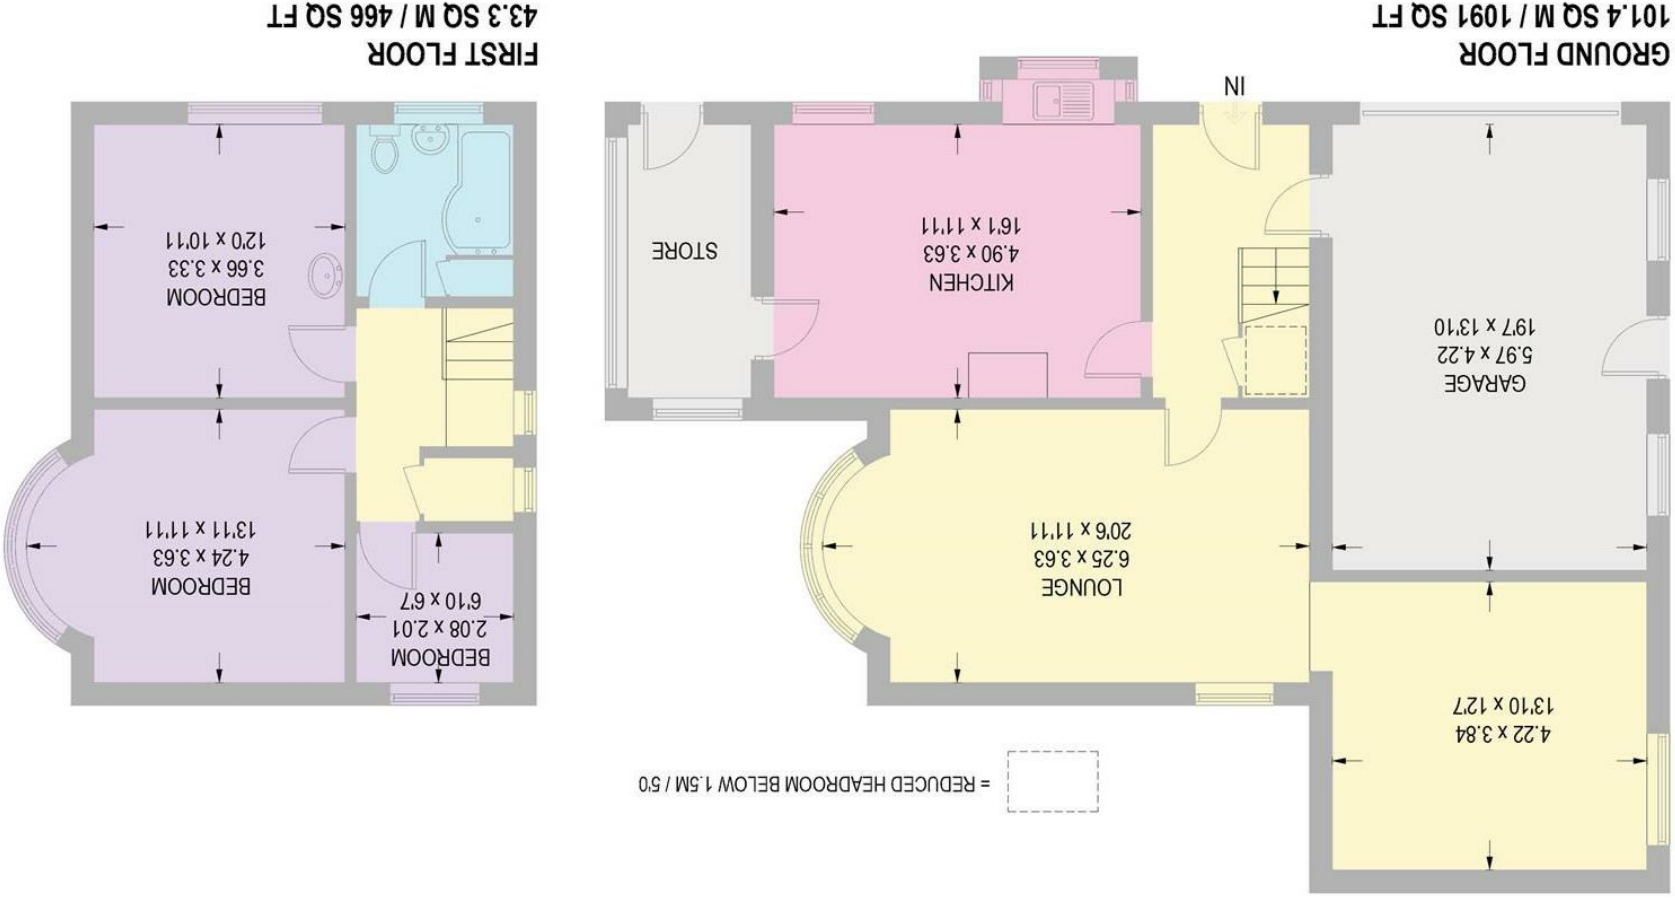 = REDUCED HEADROOM BELOW 1.5M / 5'0
4.22 x 3.84
13'10 x 12'7
LOUNGE
6.25 x 3.63
20'6 x 11'11
GARAGE
5.97 x 4.22
19'7 x 13'10
KITCHEN
4.90 x 3.63
16'1 x 11'11
STORE
IN
GROUND FLOOR
101.4 SQ M / 1091 SQ FT
BEDROOM
2.08 x 2.01
6'10 x 6'7
BEDROOM
4.24 x 3.63
13'11 x 11'11
BEDROOM
3.66 x 3.33
12'0 x 10'11
FIRST FLOOR
43.3 SQ M / 466 SQ FT